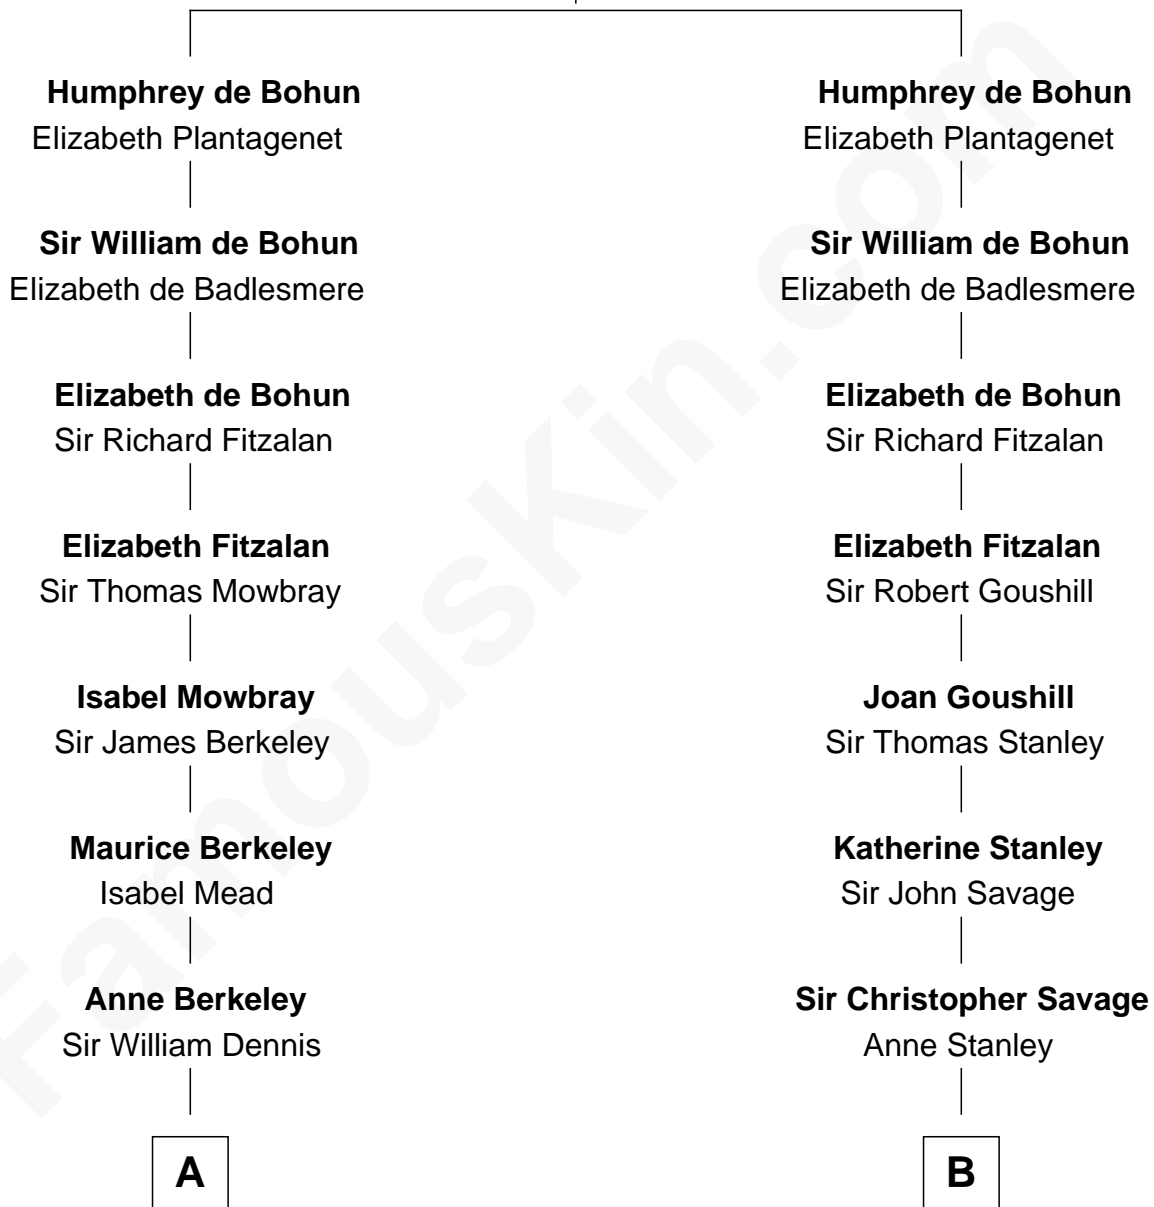 Humphrey de Bohun
Elizabeth Plantagenet
Sir William de Bohun
Elizabeth de Badlesmere
Elizabeth de Bohun
Sir Richard Fitzalan
Elizabeth Fitzalan
Sir Thomas Mowbray
Isabel Mowbray
Sir James Berkeley
Maurice Berkeley
Isabel Mead
Anne Berkeley
Sir William Dennis
A
Humphrey de Bohun
Elizabeth Plantagenet
Sir William de Bohun
Elizabeth de Badlesmere
Elizabeth de Bohun
Sir Richard Fitzalan
Elizabeth Fitzalan
Sir Robert Goushill
Joan Goushill
Sir Thomas Stanley
Katherine Stanley
Sir John Savage
Sir Christopher Savage
Anne Stanley
B
FamousKin.com